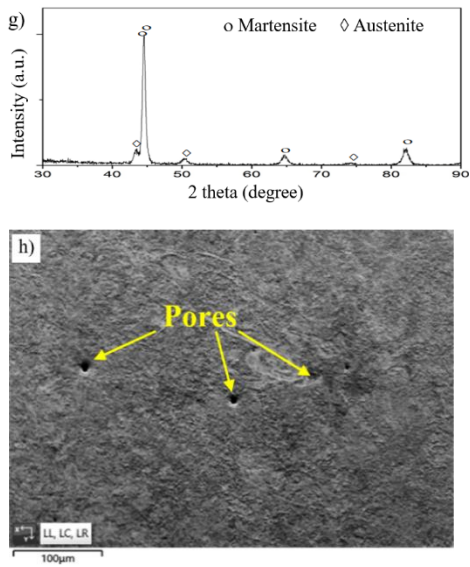 g)
Martensite Austenite
Intensity (a.u.)
30 40 50 60 70 80 90
2 theta (degree)
h)
Pores
LL, LC, LR
100μm